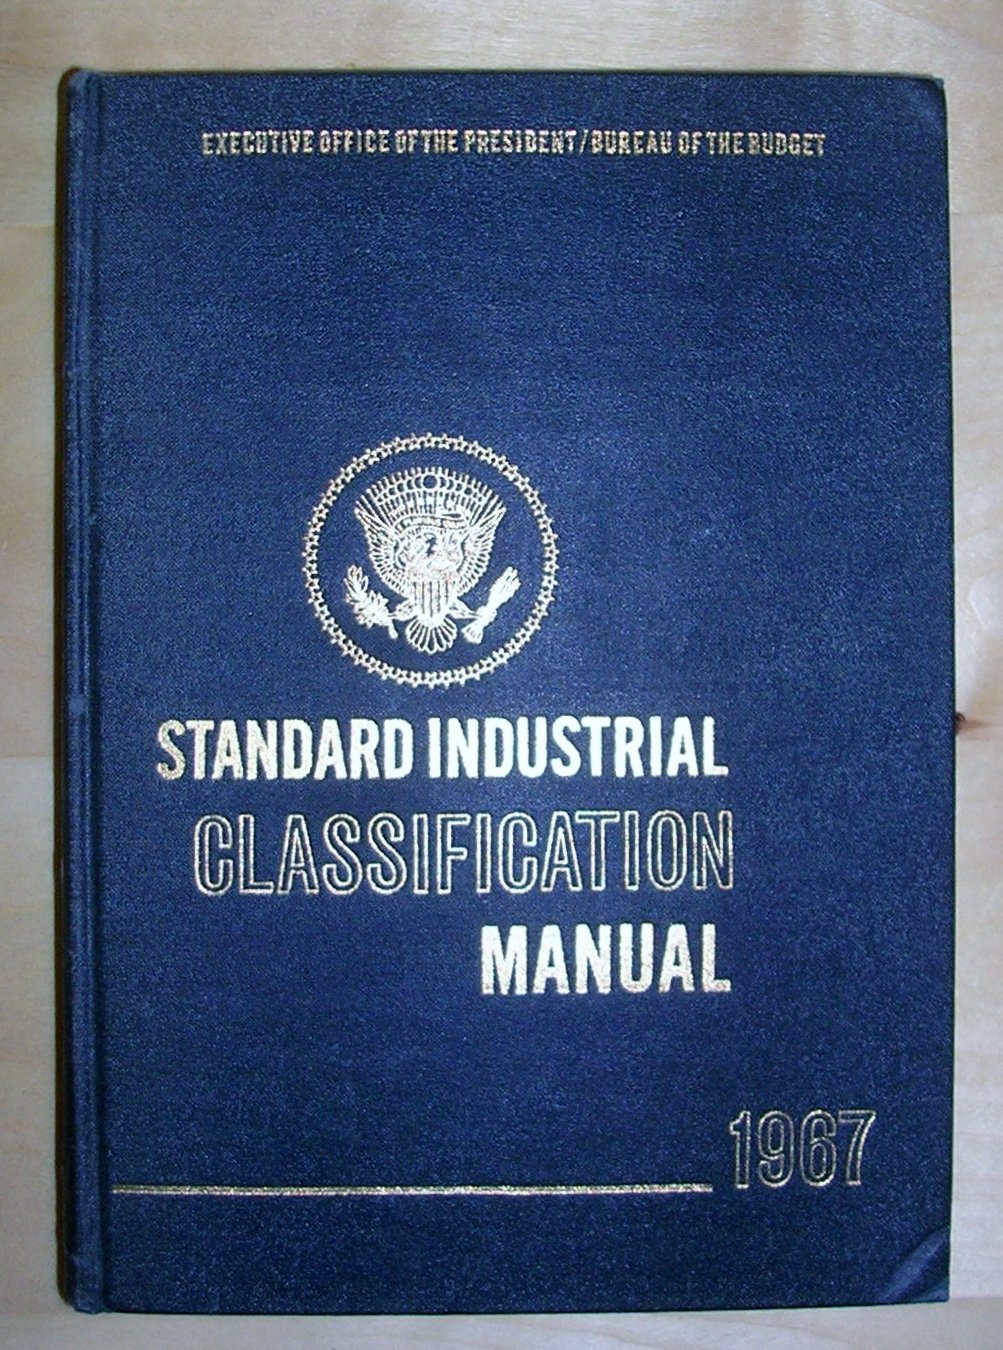 EXECUTIVE OFFICE OF THE PRESIDENT/BUREAU OF THE BUDGET
STANDARD INDUSTRIAL
CLASSIFICATION
MANUAL
1967